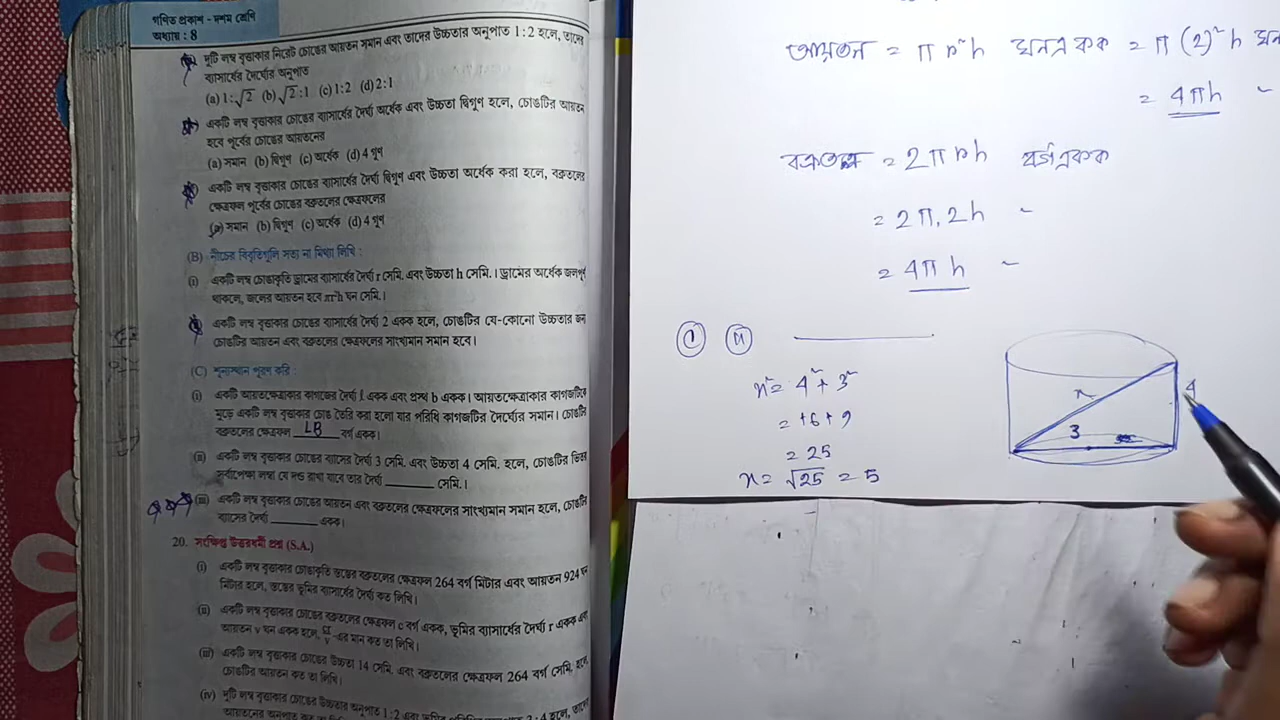 গণিত প্রকাশ - দশম শ্রেণি
অধ্যায় : 8
দুটি লম্ব বৃত্তাকার নিরেট চোঙের আয়তন সমান এবং তাদের উচ্চতার অনুপাত 1:2 হলে, তাদের
ব্যাসার্ধের দৈর্ঘ্যের অনুপাত
(a) 1:√2 (b) √2:1 (c) 1:2 (d) 2:1
একটি লম্ব বৃত্তাকার চোঙের ব্যাসার্ধের দৈর্ঘ্য অর্ধেক এবং উচ্চতা দ্বিগুণ হলে, চোঙটির আয়তন
হবে পূর্বের চোঙের আয়তনের
(a) সমান (b) দ্বিগুণ (c) অর্ধেক (d) 4 গুণ
একটি লম্ব বৃত্তাকার চোঙের ব্যাসার্ধের দৈর্ঘ্য দ্বিগুণ এবং উচ্চতা অর্ধেক করা হলে, বক্রতলের
ক্ষেত্রফল পূর্বের চোঙের বক্রতলের ক্ষেত্রফলের
(a) সমান (b) দ্বিগুণ (c) অর্ধেক (d) 4 গুণ
(B) নীচের বিবৃতিগুলি সত্য না মিথ্যা লিখি :
(i) একটি লম্ব চোঙাকৃতি ড্রামের ব্যাসার্ধের দৈর্ঘ্য r সেমি. এবং উচ্চতা h সেমি.। ড্রামের অর্ধেক জলপূর্ণ
থাকলে, জলের আয়তন হবে πr²h ঘন সেমি.।
একটি লম্ব বৃত্তাকার চোঙের ব্যাসার্ধের দৈর্ঘ্য 2 একক হলে, চোঙটির যে-কোনো উচ্চতার জন্য
চোঙটির আয়তন এবং বক্রতলের ক্ষেত্রফলের সাংখ্যমান সমান হবে।
(C) শূন্যস্থান পূরণ করি :
(i) একটি আয়তক্ষেত্রাকার কাগজের দৈর্ঘ্য l একক এবং প্রস্থ b একক। আয়তক্ষেত্রাকার কাগজটিকে
মুড়ে একটি লম্ব বৃত্তাকার চোঙ তৈরি করা হলো যার পরিধি কাগজটির দৈর্ঘ্যের সমান। চোঙটির
বক্রতলের ক্ষেত্রফল LB বর্গ একক।
(ii) একটি লম্ব বৃত্তাকার চোঙের ব্যাসের দৈর্ঘ্য 3 সেমি. এবং উচ্চতা 4 সেমি. হলে, চোঙটির ভিতর
সর্বাপেক্ষা লম্বা যে দণ্ড রাখা যাবে তার দৈর্ঘ্য ______ সেমি.।
(iii) একটি লম্ব বৃত্তাকার চোঙের আয়তন এবং বক্রতলের ক্ষেত্রফলের সাংখ্যমান সমান হলে, চোঙটির
ব্যাসের দৈর্ঘ্য ______ একক।
20. সংক্ষিপ্ত উত্তরধর্মী প্রশ্ন (S.A.)
(i) একটি লম্ব বৃত্তাকার চোঙাকৃতি স্তম্ভের বক্রতলের ক্ষেত্রফল 264 বর্গ মিটার এবং আয়তন 924 ঘন
মিটার হলে, স্তম্ভের ভূমির ব্যাসার্ধের দৈর্ঘ্য কত লিখি।
(ii) একটি লম্ব বৃত্তাকার চোঙের বক্রতলের ক্ষেত্রফল c বর্গ একক, ভূমির ব্যাসার্ধের দৈর্ঘ্য r একক এবং
আয়তন v ঘন একক হলে, cr/v এর মান কত তা লিখি।
(iii) একটি লম্ব বৃত্তাকার চোঙের উচ্চতা 14 সেমি. এবং বক্রতলের ক্ষেত্রফল 264 বর্গ সেমি. হলে,
চোঙটির আয়তন কত তা লিখি।
(iv) দুটি লম্ব বৃত্তাকার চোঙের উচ্চতার অনুপাত 1:2 এবং ভূমির পরিধির অনুপাত 3:4 হলে, তাদের
আয়তনের অনুপাত কত তা লিখি।
আয়তন = πr²h ঘনএকক = π(2)²h ঘন
= 4πh
বক্রতল = 2πrh বর্গএকক
= 2π.2h
= 4πh
x² = 4² + 3²
= 16 + 9
= 25
x = √25 = 5
x
3
4